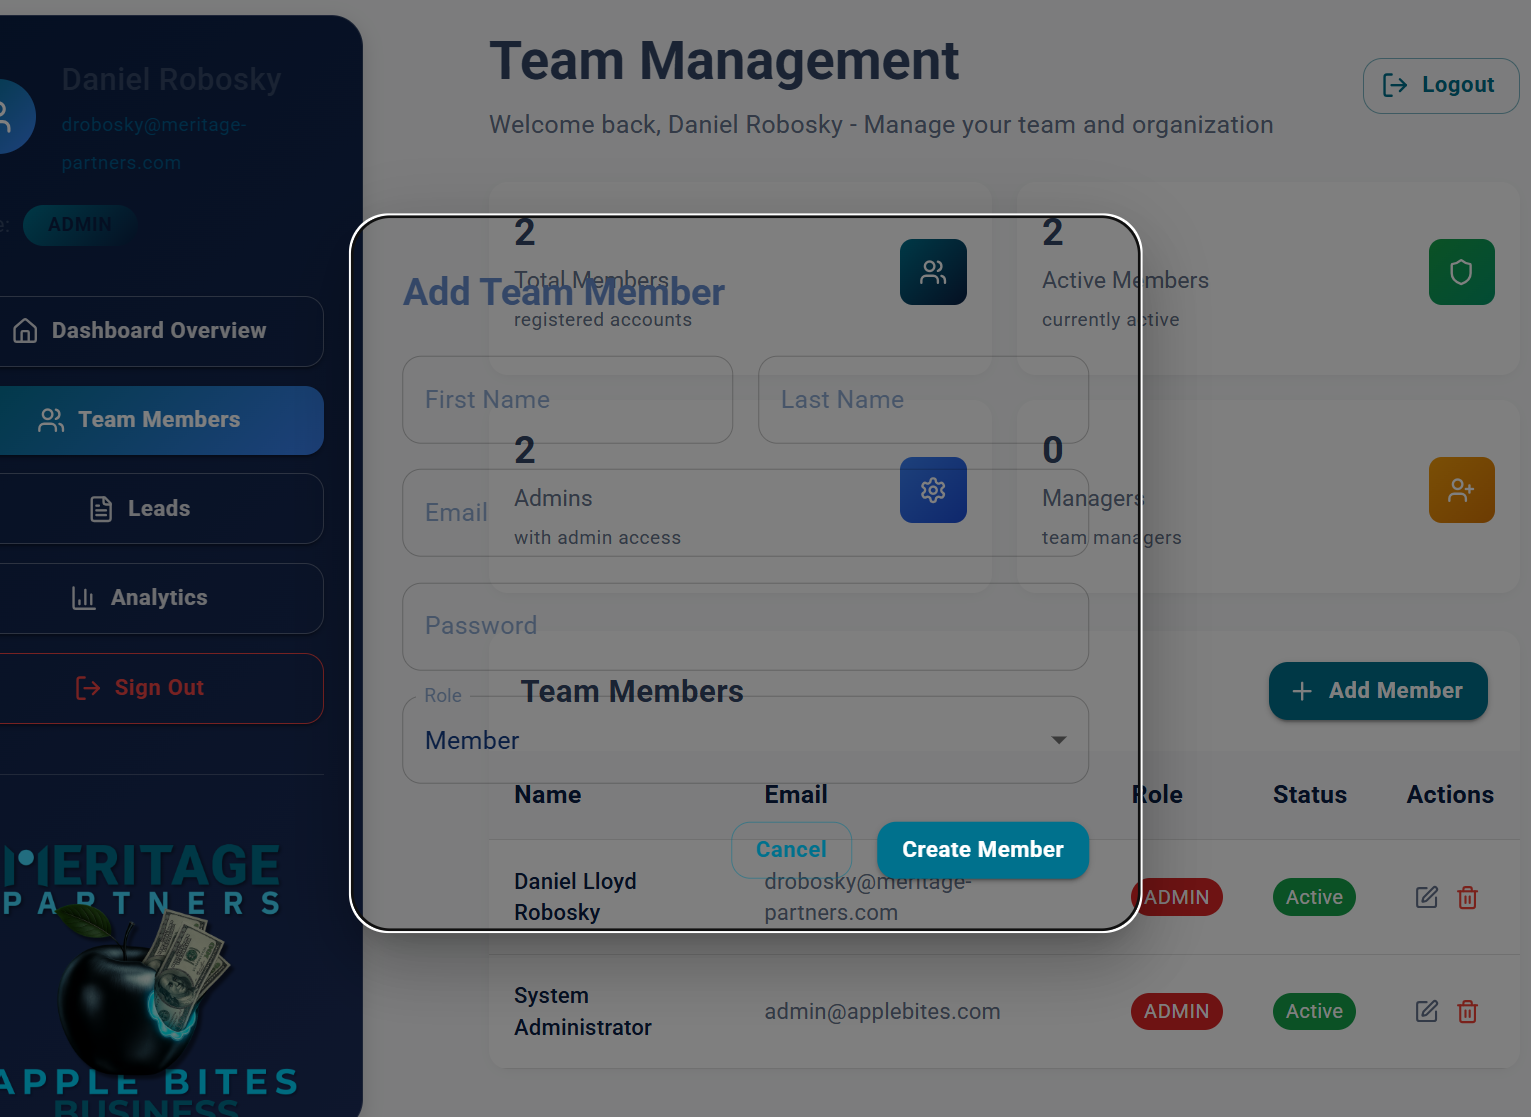 Daniel Robosky
drobosky@meritage-
partners.com
e:
ADMIN
Dashboard Overview
Team Members
Leads
Analytics
Sign Out
MERITAGE
PARTNERS
APPLE BITES
BUSINESS
Team Management
Welcome back, Daniel Robosky - Manage your team and organization
Logout
2
Total Members
registered accounts
2
Active Members
currently active
2
Admins
with admin access
0
Managers
team managers
Team Members
Add Member
Name Email Role Status Actions
Daniel Lloyd
Robosky
drobosky@meritage-
partners.com
ADMIN
Active
System
Administrator
admin@applebites.com
ADMIN
Active
Add Team Member
First Name
Last Name
Email
Password
Role
Member
Cancel
Create Member